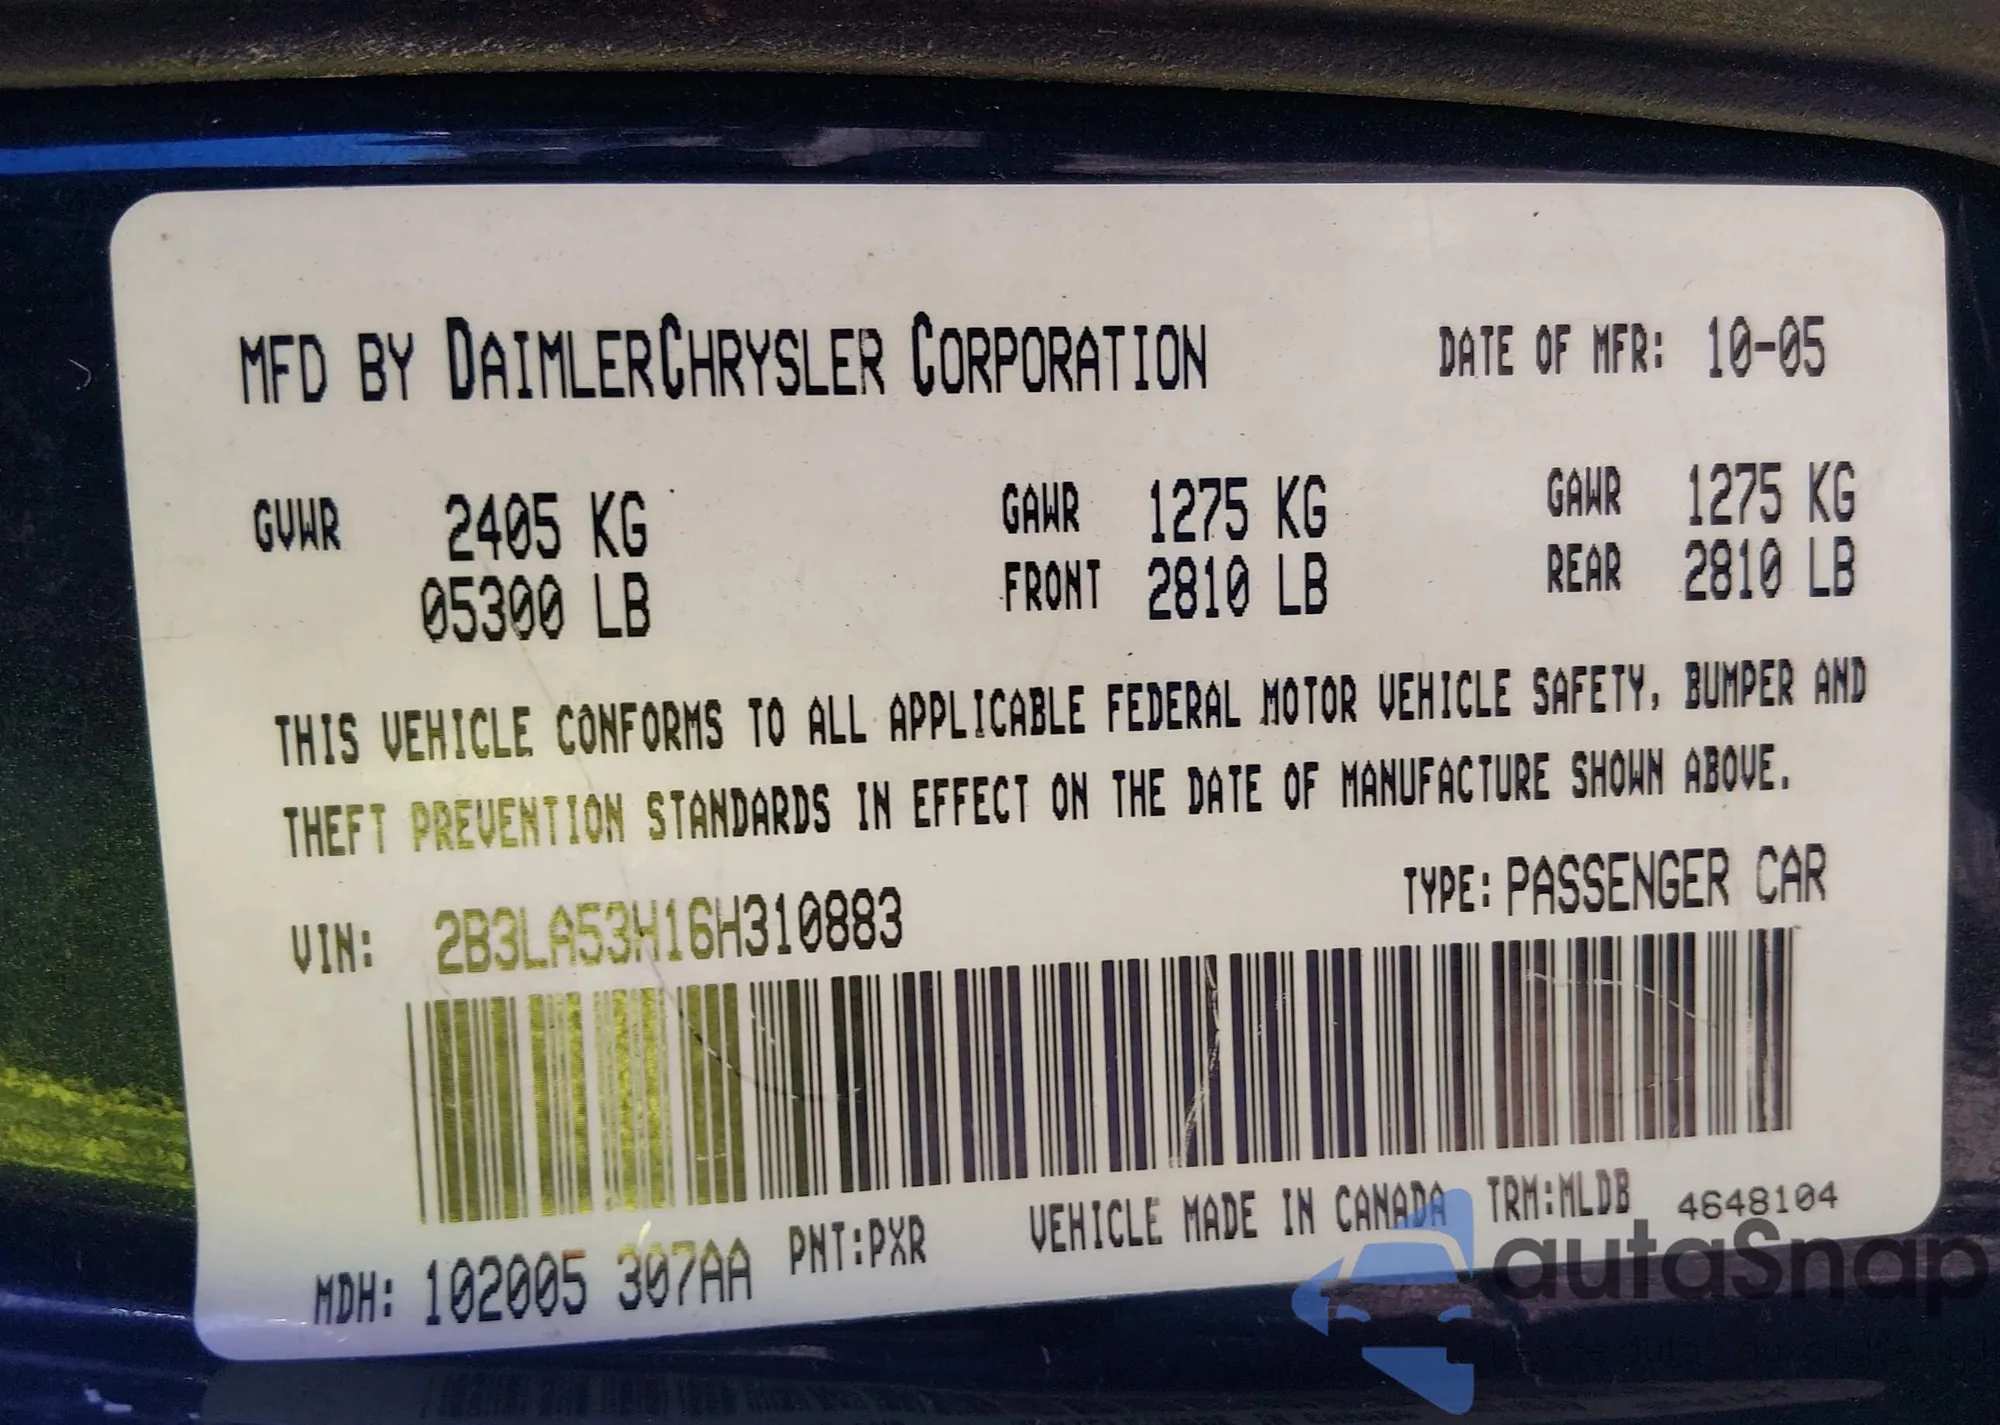 MFD BY DAIMLERCHRYSLER CORPORATION DATE OF MFR: 10-05
GVWR 2405 KG GAWR 1275 KG GAWR 1275 KG
05300 LB FRONT 2810 LB REAR 2810 LB
THIS VEHICLE CONFORMS TO ALL APPLICABLE FEDERAL MOTOR VEHICLE SAFETY, BUMPER AND
THEFT PREVENTION STANDARDS IN EFFECT ON THE DATE OF MANUFACTURE SHOWN ABOVE.
VIN: 2B3LA53H16H310883 TYPE: PASSENGER CAR
MDH: 102005 307AA PNT:PXR VEHICLE MADE IN CANADA TRM:MLDB 4648104
autaSnap